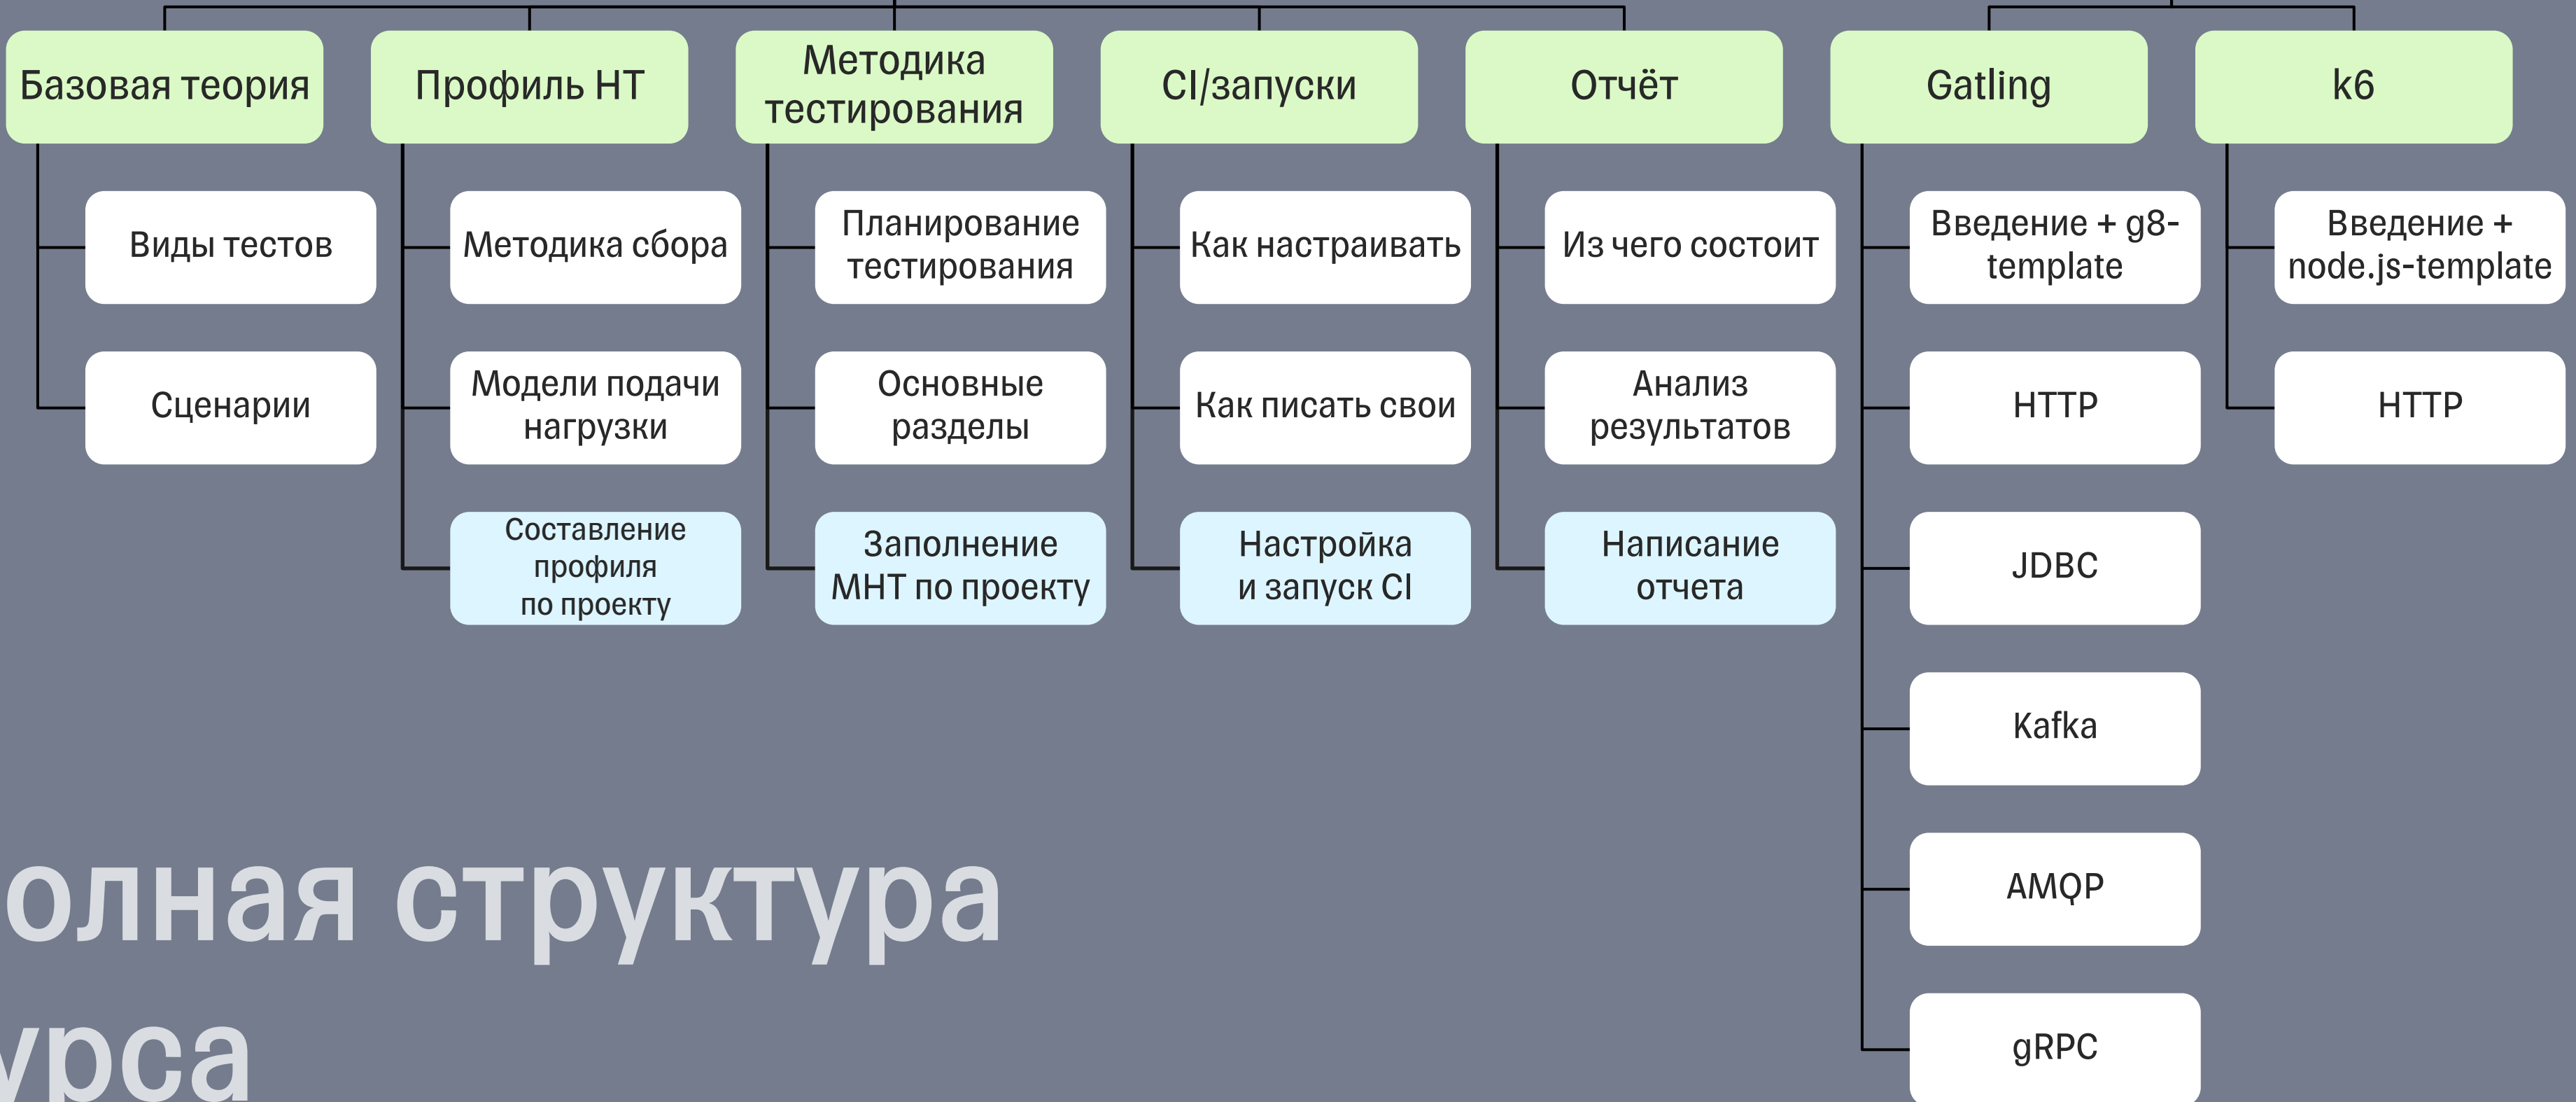 Базовая теория
Виды тестов
Сценарии
Профиль НТ
Методика сбора
Модели подачи
нагрузки
Составление
профиля
по проекту
Методика
тестирования
Планирование
тестирования
Основные
разделы
Заполнение
МНТ по проекту
CI/запуски
Как настраивать
Как писать свои
Настройка
и запуск CI
Отчёт
Из чего состоит
Анализ
результатов
Написание
отчета
Gatling
Введение + g8-
template
HTTP
JDBC
Kafka
AMQP
gRPC
k6
Введение +
node.js-template
HTTP
олная структура
урса